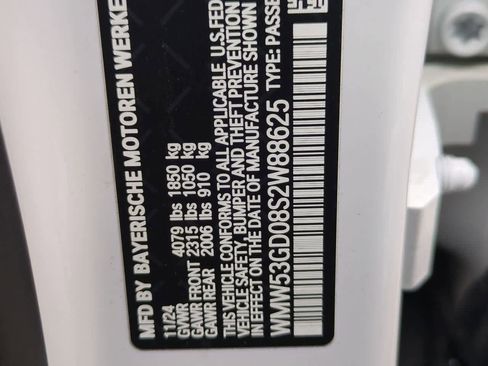 MFD BY BAYERISCHE MOTOREN WERKE
11/24
GVWR 4079 lbs 1850 kg
GAWR FRONT 2315 lbs 1050 kg
GAWR REAR 2006 lbs 910 kg
THIS VEHICLE CONFORMS TO ALL APPLICABLE U.S. FED
VEHICLE SAFETY, BUMPER AND THEFT PREVENTION
IN EFFECT ON THE DATE OF MANUFACTURE SHOWN
WMW53GD08S2W88625 TYPE: PASSE